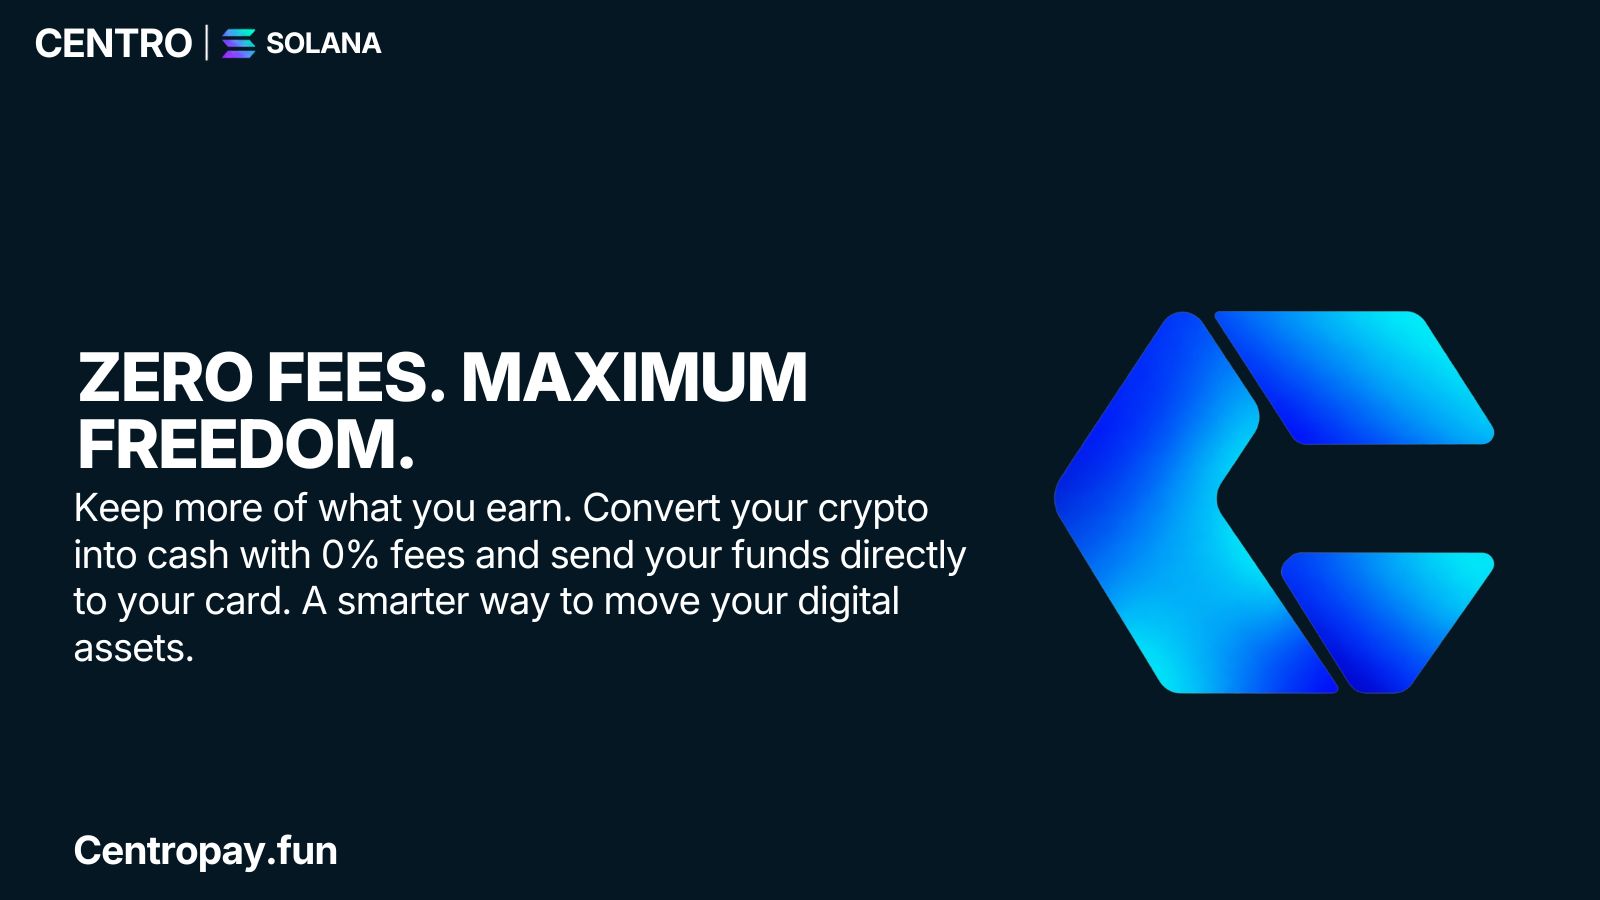 CENTRO | SOLANA
ZERO FEES. MAXIMUM
FREEDOM.
Keep more of what you earn. Convert your crypto
into cash with 0% fees and send your funds directly
to your card. A smarter way to move your digital
assets.
Centropay.fun